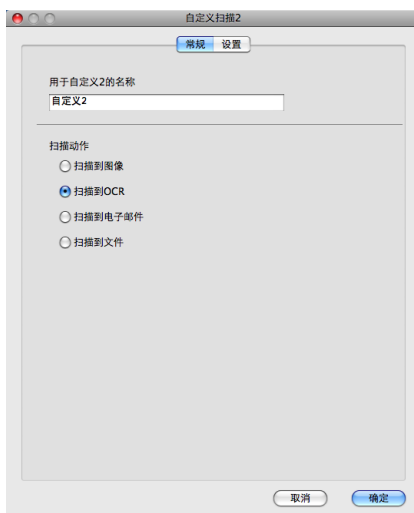 自定义扫描2
常规 设置
用于自定义2的名称
自定义2
扫描动作
扫描到图像
扫描到OCR
扫描到电子邮件
扫描到文件
取消 确定